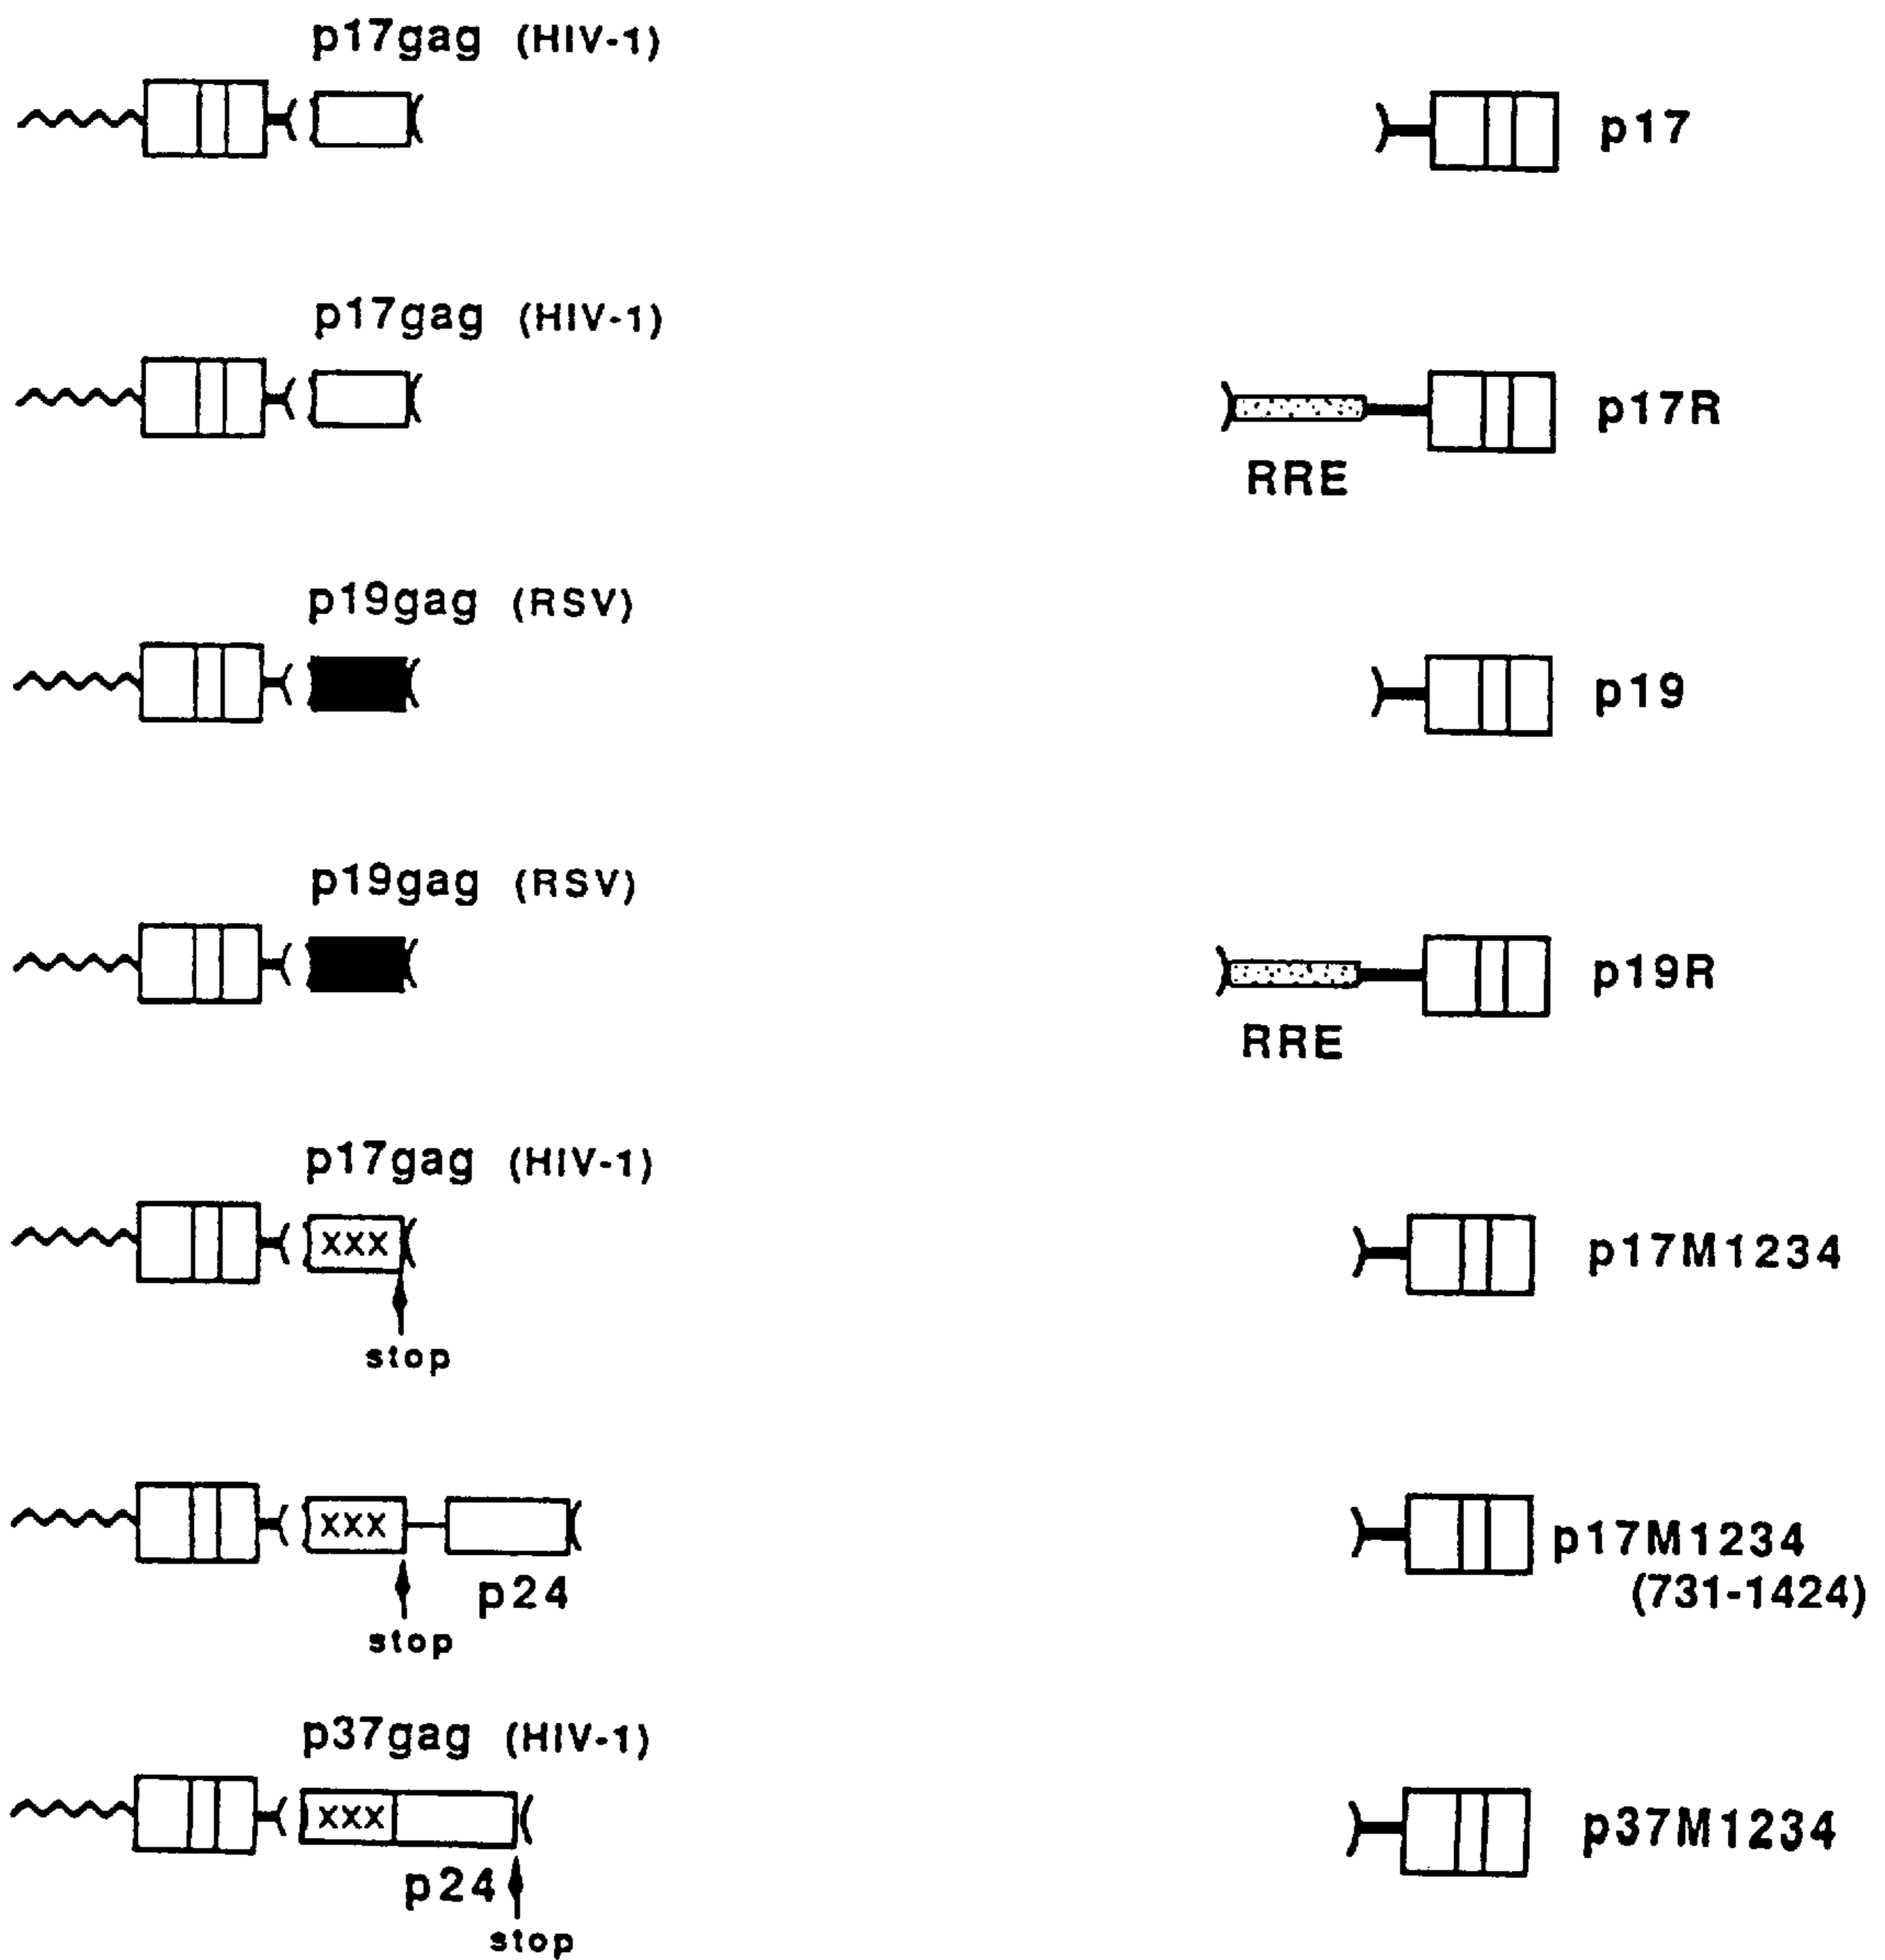 p17gag (HIV-1)
p17
p17gag (HIV-1)
p17R
RRE
p19gag (RSV)
p19
p19gag (RSV)
p19R
RRE
p17gag (HIV-1)
xxx
p17M1234
stop
xxx
p17M1234
p24
(731-1424)
stop
p37gag (HIV-1)
xxx
p37M1234
p24
stop